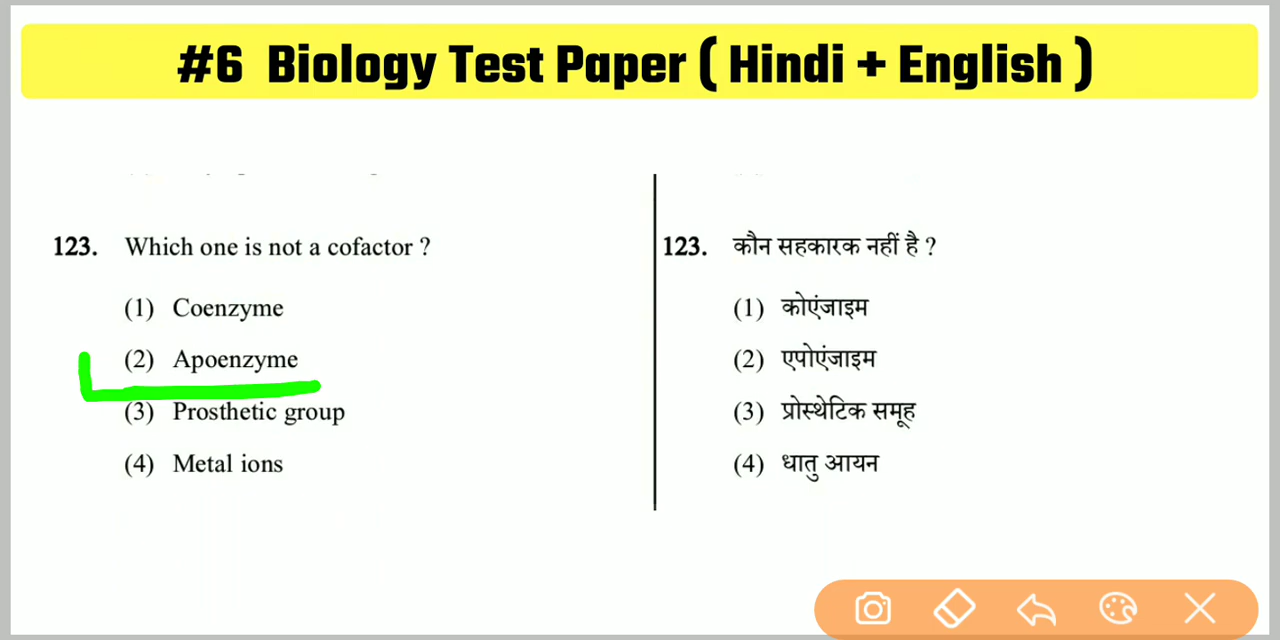 #6 Biology Test Paper ( Hindi + English )
123. Which one is not a cofactor ?
(1) Coenzyme
(2) Apoenzyme
(3) Prosthetic group
(4) Metal ions
123. कौन सहकारक नहीं है ?
(1) कोएंजाइम
(2) एपोएंजाइम
(3) प्रोस्थेटिक समूह
(4) धातु आयन